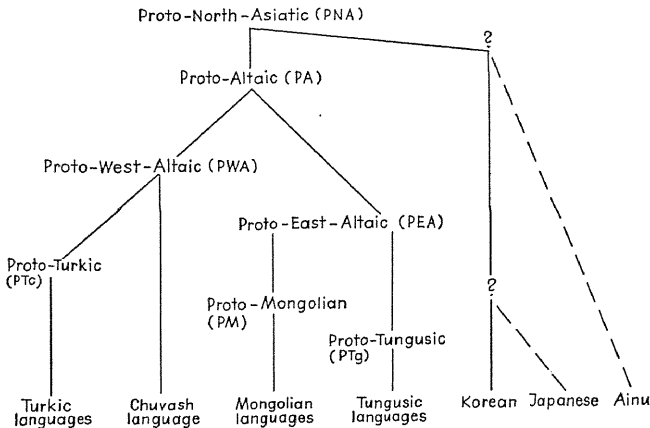 Proto-North-Asiatic (PNA)
?
Proto-Altaic (PA)
Proto-West-Altaic (PWA)
Proto-East-Altaic (PEA)
Proto-Turkic
(PTc)
?
Proto-Mongolian
(PM)
Proto-Tungusic
(PTg)
Turkic
languages
Chuvash
language
Mongolian
languages
Tungusic
languages
Korean
Japanese
Ainu